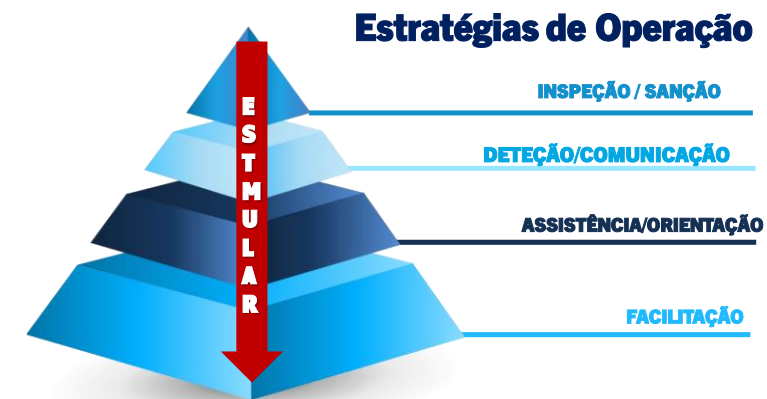 Estratégias de Operação
INSPEÇÃO / SANÇÃO
DETEÇÃO/COMUNICAÇÃO
ASSISTÊNCIA/ORIENTAÇÃO
FACILITAÇÃO
ESTMULAR